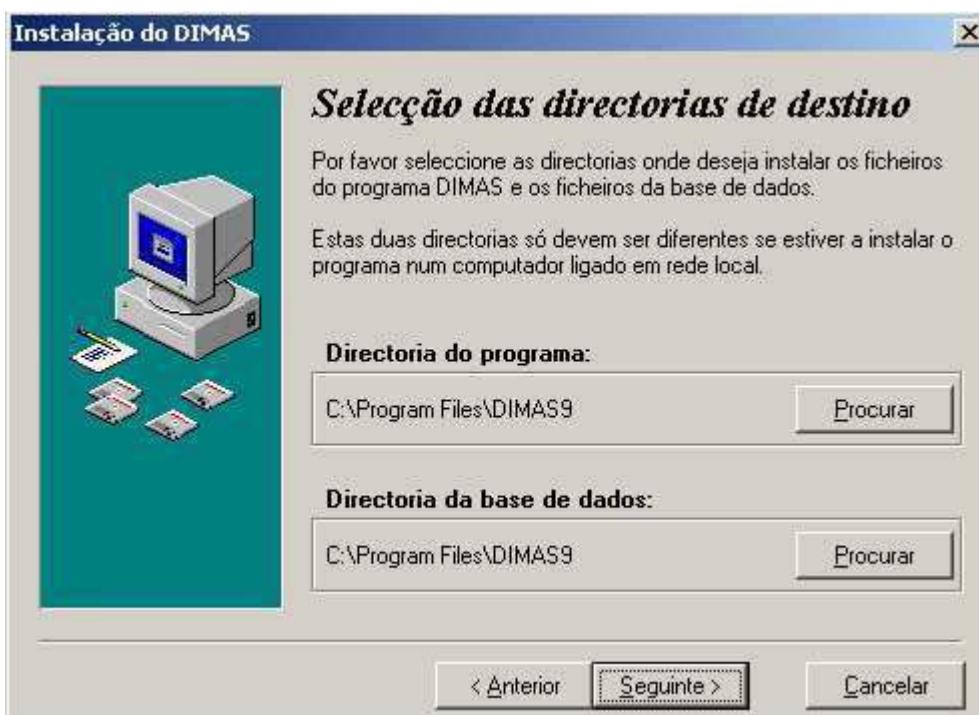 Instalação do DIMAS
Selecção das directorias de destino
Por favor seleccione as directorias onde deseja instalar os ficheiros
do programa DIMAS e os ficheiros da base de dados.
Estas duas directorias só devem ser diferentes se estiver a instalar o
programa num computador ligado em rede local.
Directoria do programa:
C:\Program Files\DIMAS9
Procurar
Directoria da base de dados:
C:\Program Files\DIMAS9
Procurar
< Anterior
Seguinte >
Cancelar